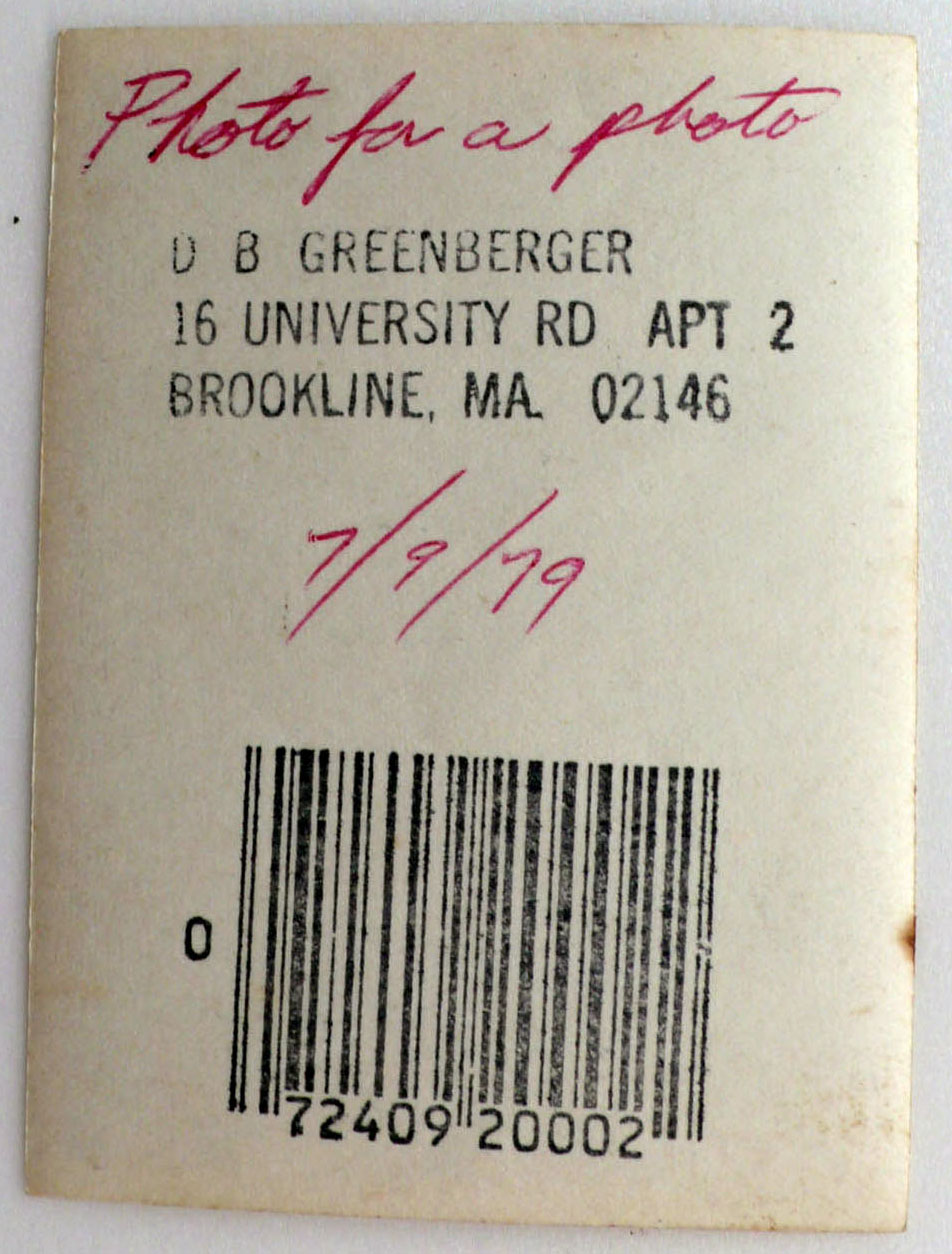 Photo for a photo
D B GREENBERGER
16 UNIVERSITY RD APT 2
BROOKLINE, MA. 02146
7/9/79
0
72409 20002